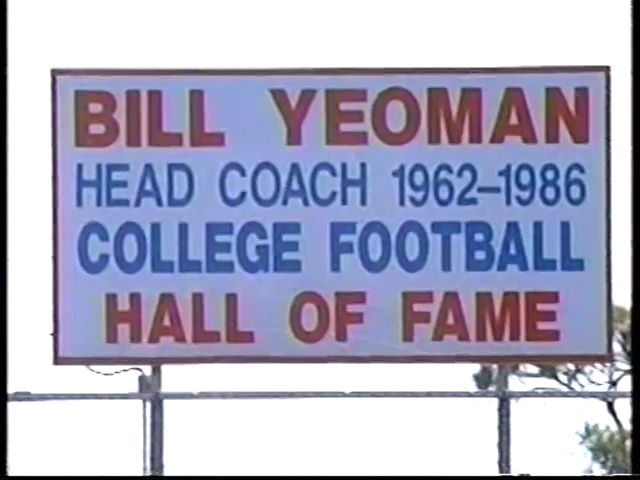 BILL YEOMAN
HEAD COACH 1962-1986
COLLEGE FOOTBALL
HALL OF FAME